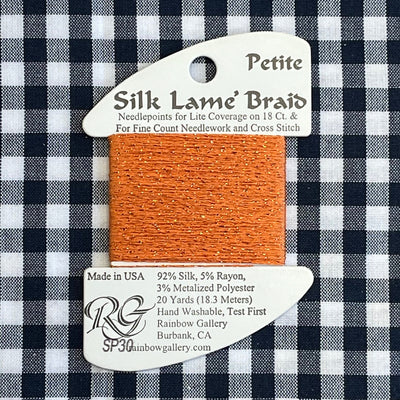 Petite
Silk Lame' Braid
Needlepoints for Lite Coverage on 18 Ct. &
For Fine Count Needlework and Cross Stitch
Made in USA
92% Silk, 5% Rayon,
3% Metalized Polyester
20 Yards (18.3 Meters)
Hand Washable, Test First
Rainbow Gallery
Burbank, CA
RG
SP30
rainbowgallery.com